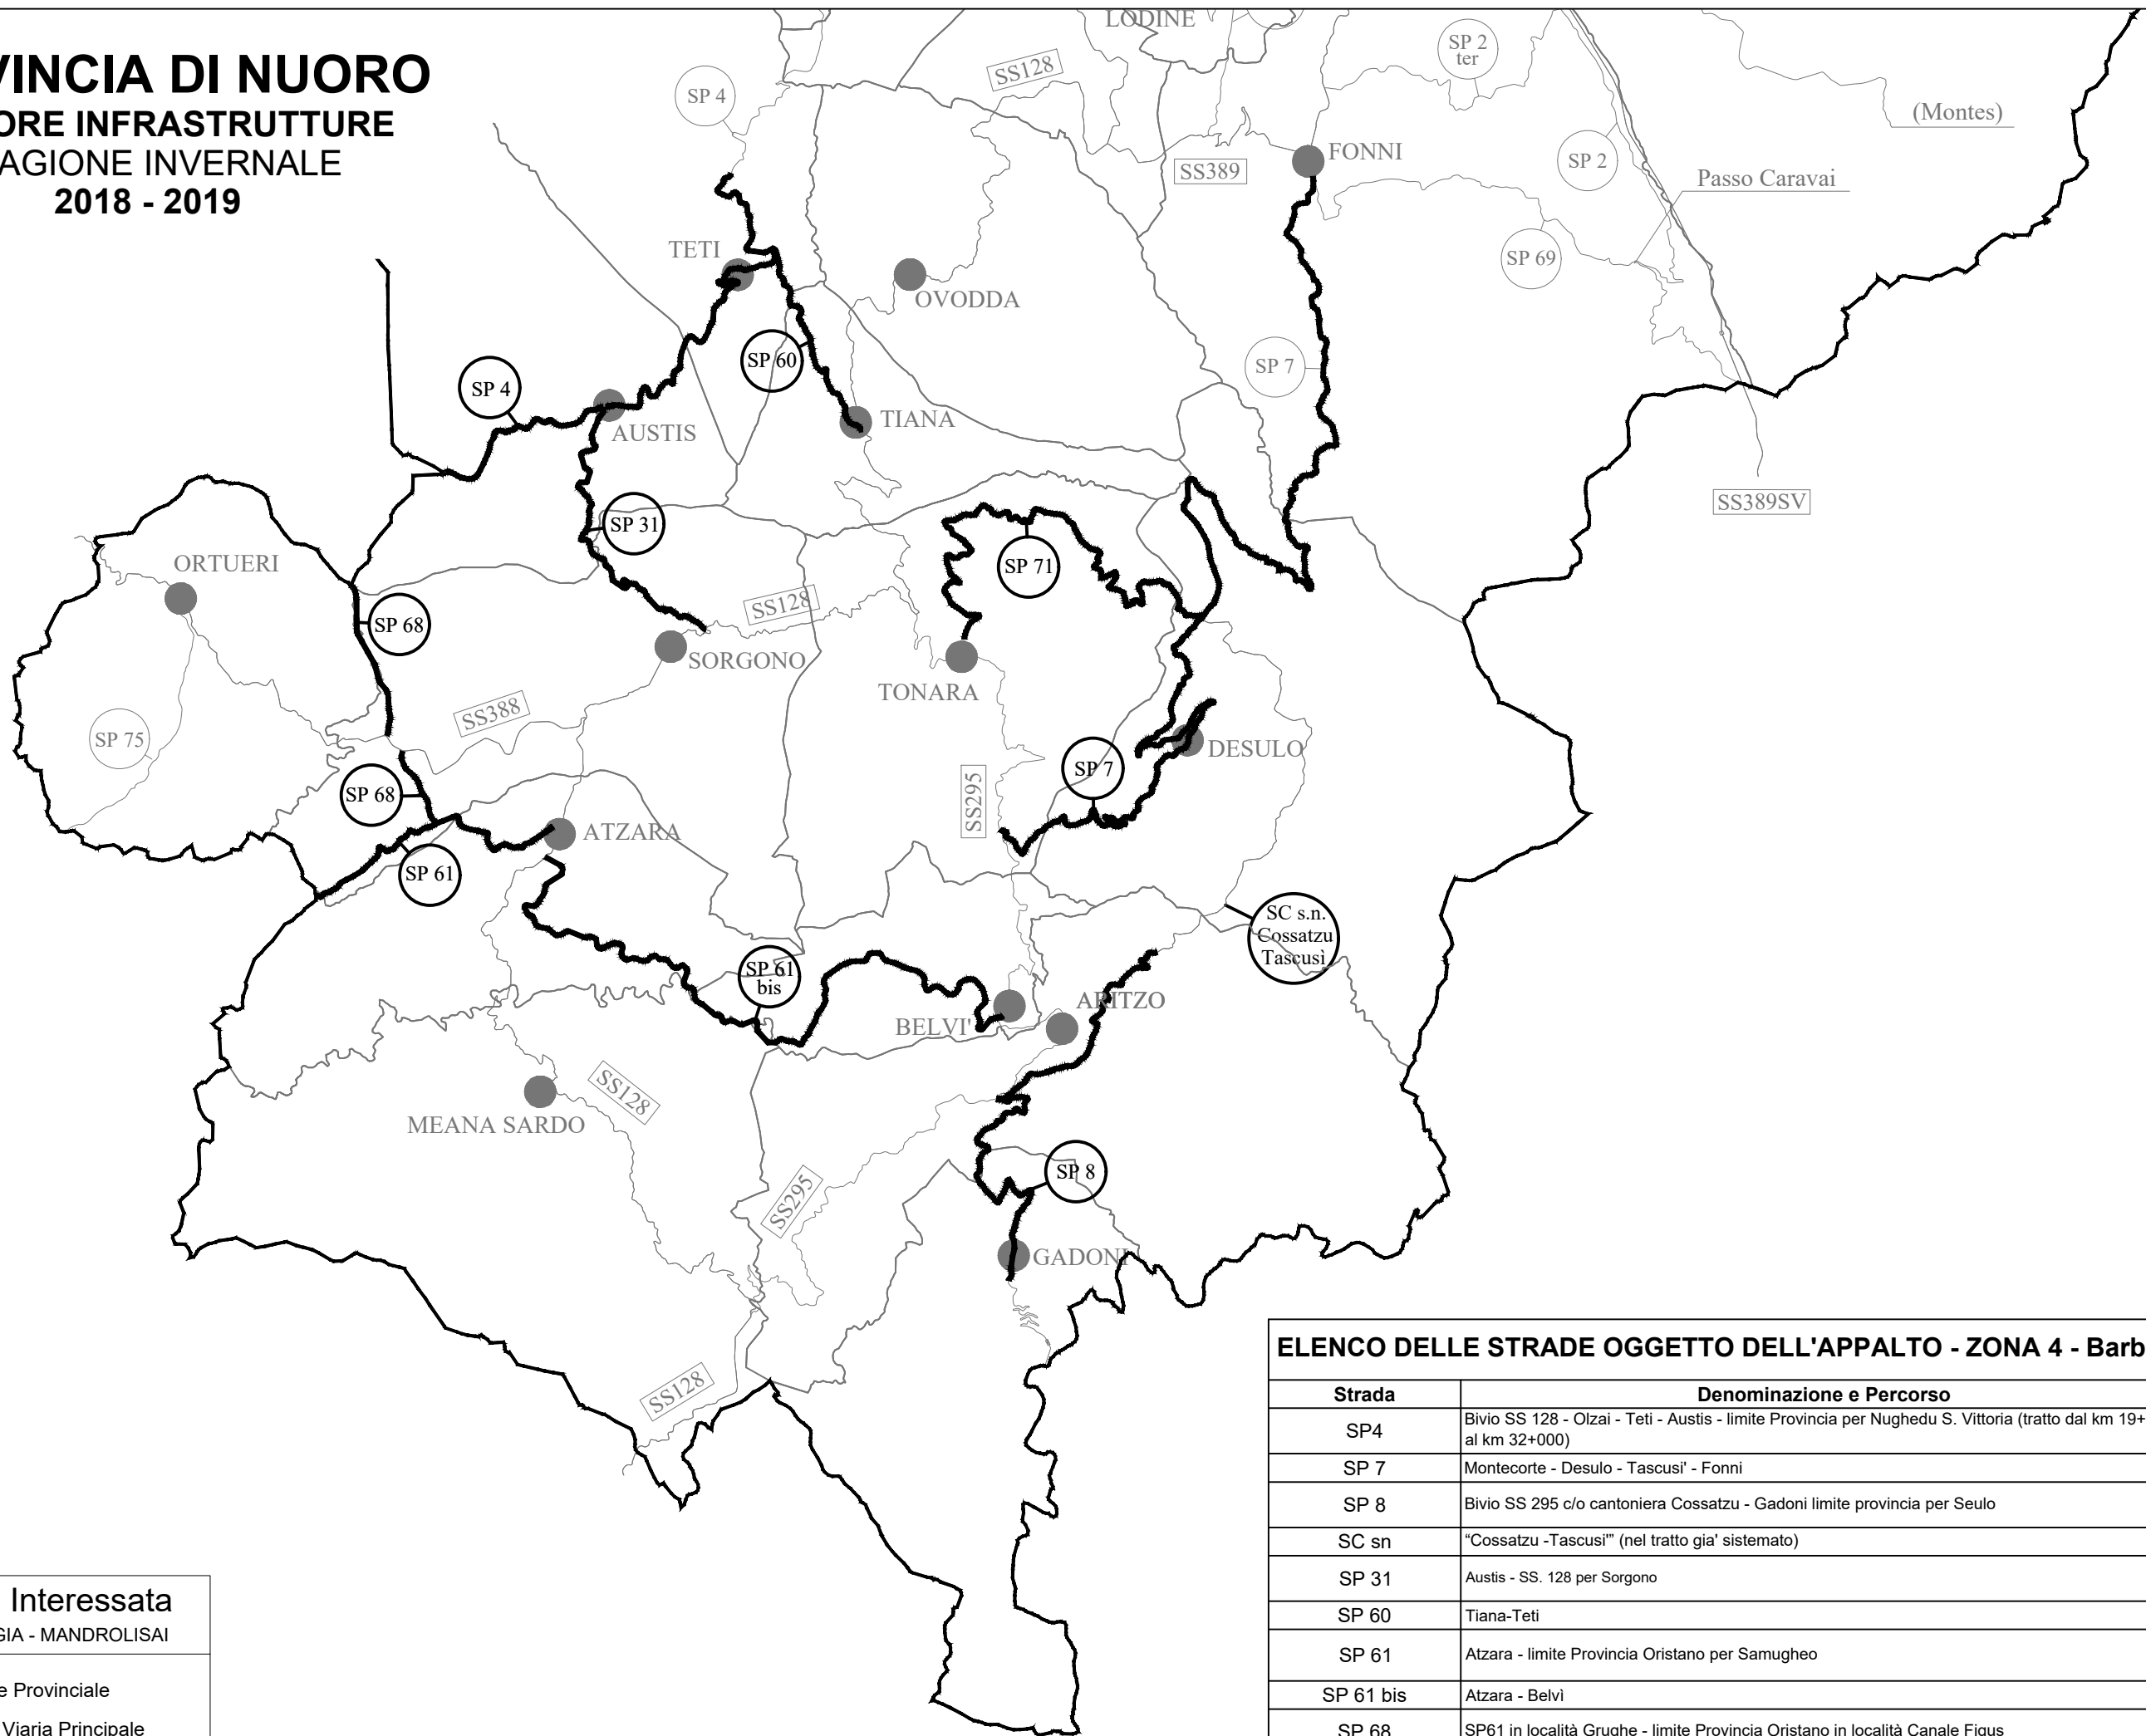 VINCIA DI NUORO
ORE INFRASTRUTTURE
AGIONE INVERNALE
2018 - 2019
LODINE
SS128
SP 2
ter
SP 4
(Montes)
FONNI
SS389
SP 2
Passo Caravai
TETI
SP 69
OVODDA
SP 60
SP 7
SP 4
AUSTIS
TIANA
SS389SV
SP 31
ORTUERI
SP 71
SS128
SP 68
SORGONO
TONARA
SS388
SP 75
DESULO
SP 7
SP 68
SS295
ATZARA
SP 61
SC s.n.
Cossatzu
Tascusì
SP 61
bis
ARITZO
BELVI'
SS128
MEANA SARDO
SP 8
SS295
GADONI
SS128
ELENCO DELLE STRADE OGGETTO DELL'APPALTO - ZONA 4 - Barb
Strada
Denominazione e Percorso
SP4
Bivio SS 128 - Olzai - Teti - Austis - limite Provincia per Nughedu S. Vittoria (tratto dal km 19+
al km 32+000)
SP 7
Montecorte - Desulo - Tascusi' - Fonni
SP 8
Bivio SS 295 c/o cantoniera Cossatzu - Gadoni limite provincia per Seulo
SC sn
“Cossatzu -Tascusi'” (nel tratto gia' sistemato)
SP 31
Austis - SS. 128 per Sorgono
SP 60
Tiana-Teti
SP 61
Atzara - limite Provincia Oristano per Samugheo
SP 61 bis
Atzara - Belvì
SP 68
SP61 in località Grughe - limite Provincia Oristano in località Canale Figus
Interessata
GIA - MANDROLISAI
e Provinciale
Viaria Principale